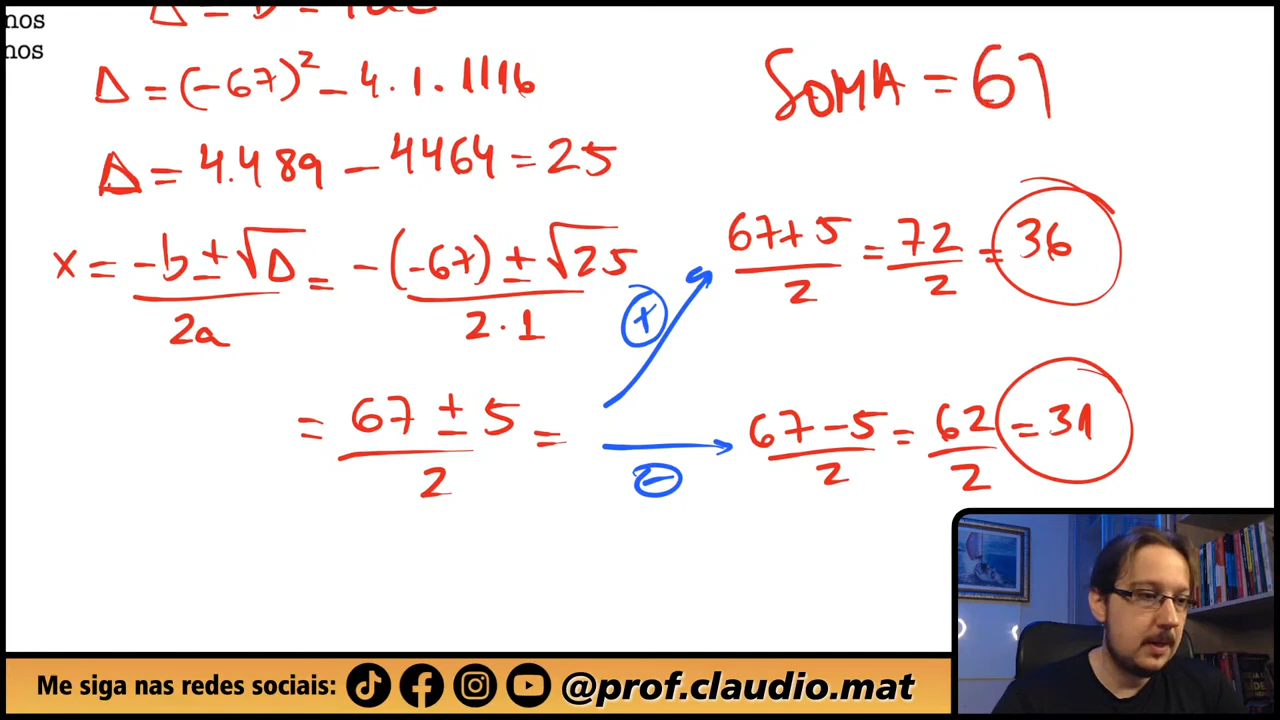 nos
nos
Δ = (-67)² - 4.1.1116
Δ = 4.489 - 4464 = 25
SOMA = 67
x = -b ± √Δ / 2a = -(-67) ± √25 / 2·1
67+5 / 2 = 72 / 2 = 36
= 67 ± 5 / 2 =
67-5 / 2 = 62 / 2 = 31
+
-
Me siga nas redes sociais: @prof.claudio.mat